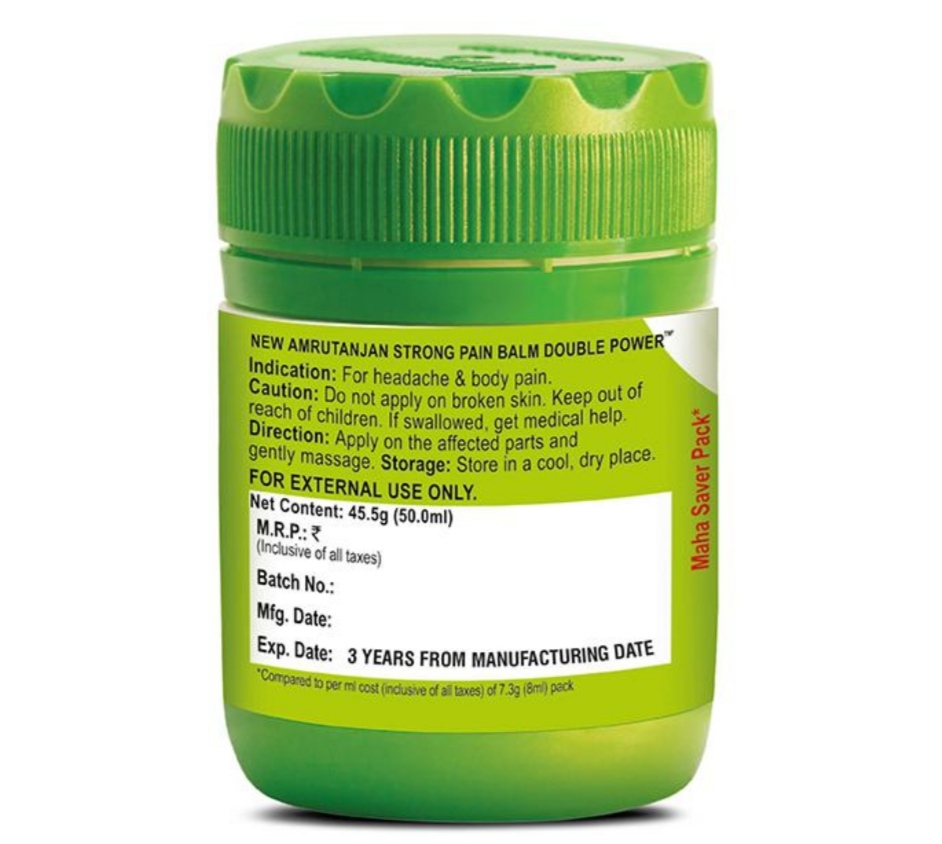 NEW AMRUTANJAN STRONG PAIN BALM DOUBLE POWER™
Indication: For headache & body pain.
Caution: Do not apply on broken skin. Keep out of
reach of children. If swallowed, get medical help.
Direction: Apply on the affected parts and
gently massage. Storage: Store in a cool, dry place.
FOR EXTERNAL USE ONLY.
Net Content: 45.5g (50.0ml)
M.R.P.: ₹
(Inclusive of all taxes)
Batch No.:
Mfg. Date:
Exp. Date: 3 YEARS FROM MANUFACTURING DATE
*Compared to per ml cost (inclusive of all taxes) of 7.3g (8ml) pack
Maha Saver Pack*